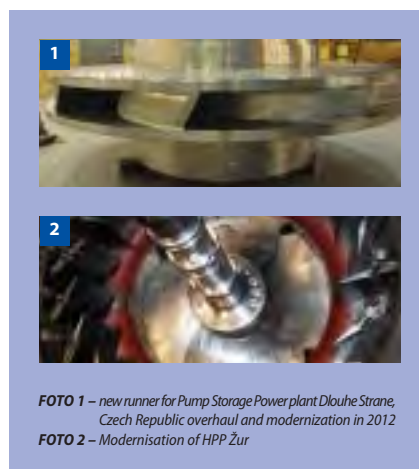 1
2
FOTO 1 – new runner for Pump Storage Power plant Dlouhe Strane,
Czech Republic overhaul and modernization in 2012
FOTO 2 – Modernisation of HPP Žur